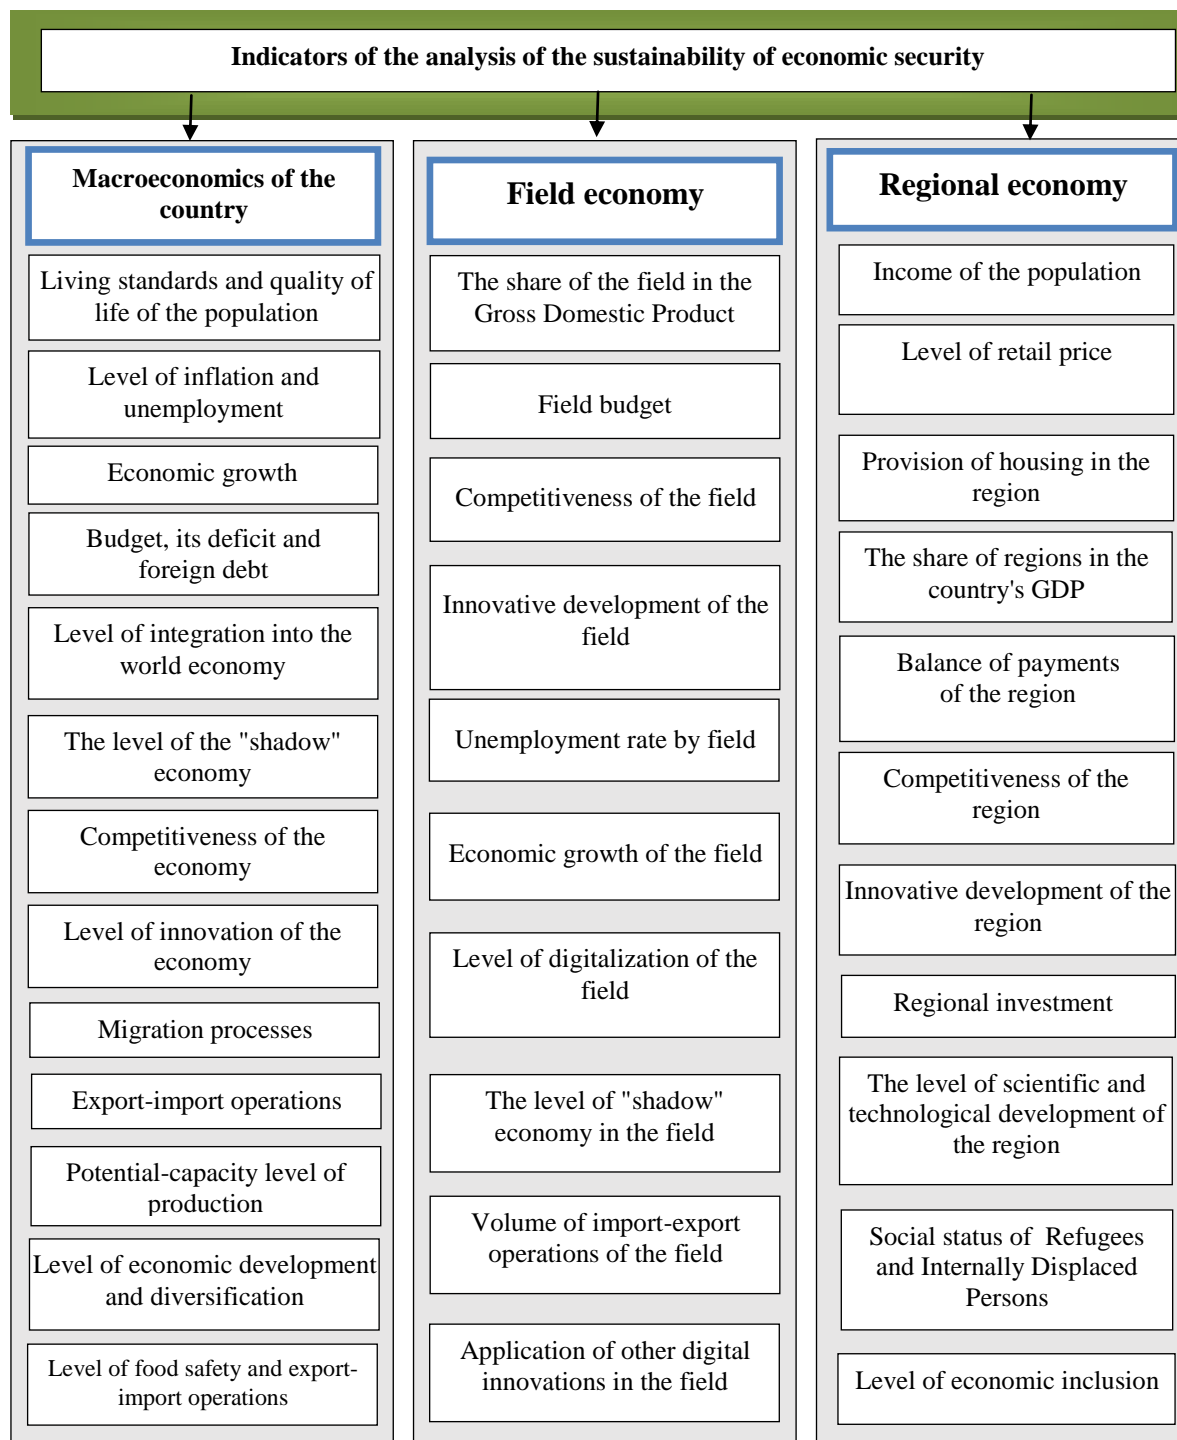 Indicators of the analysis of the sustainability of economic security
Macroeconomics of the
country
Living standards and quality of
life of the population
Level of inflation and
unemployment
Economic growth
Budget, its deficit and
foreign debt
Level of integration into the
world economy
The level of the "shadow"
economy
Competitiveness of the
economy
Level of innovation of the
economy
Migration processes
Export-import operations
Potential-capacity level of
production
Level of economic development
and diversification
Level of food safety and export-
import operations
Field economy
The share of the field in the
Gross Domestic Product
Field budget
Competitiveness of the field
Innovative development of the
field
Unemployment rate by field
Economic growth of the field
Level of digitalization of the
field
The level of "shadow"
economy in the field
Volume of import-export
operations of the field
Application of other digital
innovations in the field
Regional economy
Income of the population
Level of retail price
Provision of housing in the
region
The share of regions in the
country's GDP
Balance of payments
of the region
Competitiveness of the
region
Innovative development of the
region
Regional investment
The level of scientific and
technological development of
the region
Social status of Refugees
and Internally Displaced
Persons
Level of economic inclusion